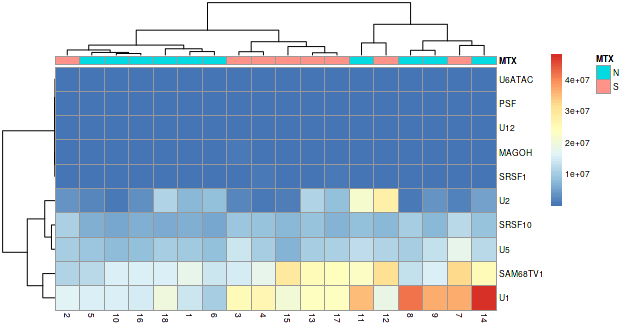 MTX
U6ATAC
PSF
U12
MAGOH
SRSF1
U2
SRSF10
U5
SAM68TV1
U1
2 5 10 16 18 1 6 3 4 15 13 17 11 12 8 9 7 14
4e+07
3e+07
2e+07
1e+07
MTX
N
S